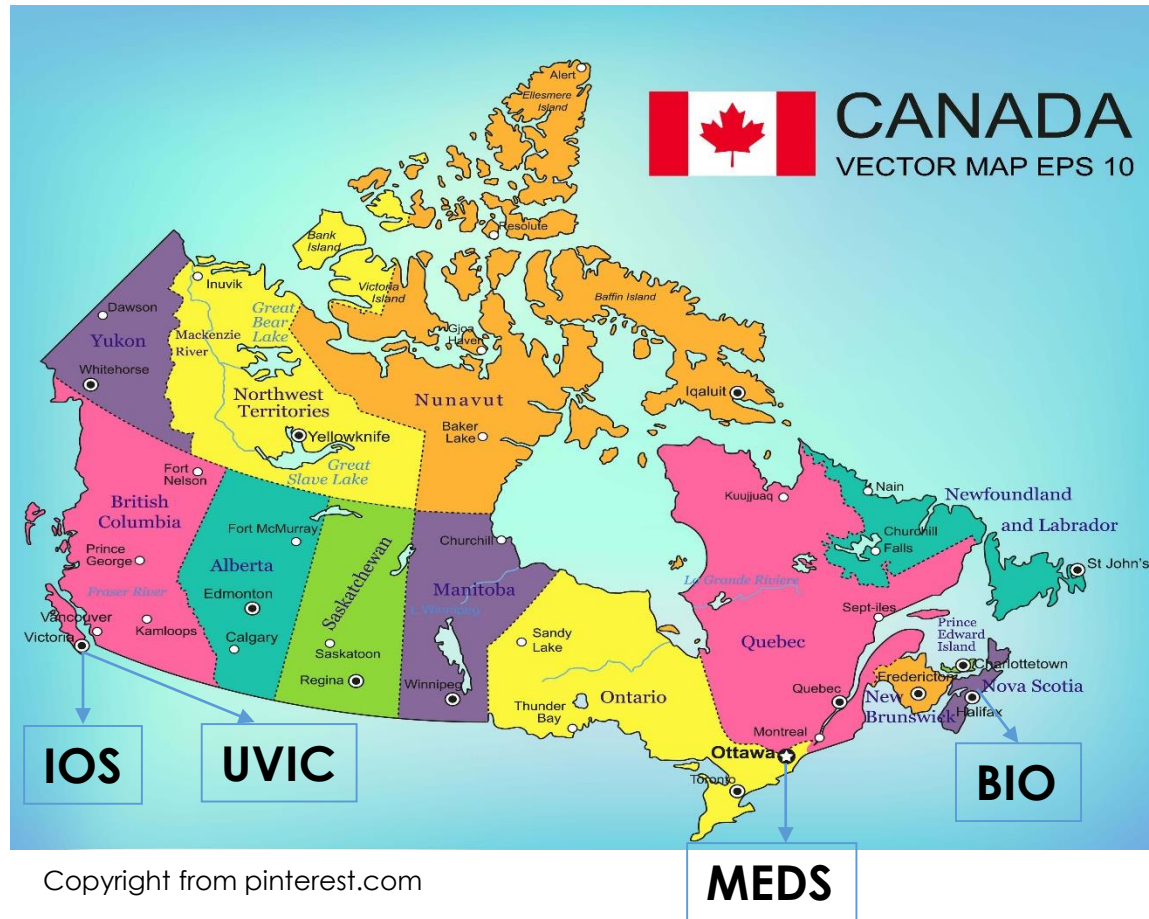 Alert
Ellesmere
Island
CANADA
VECTOR MAP EPS 10
Resolute
Bank
Island
Victoria
Island
Baffin Island
Inuvik
Great
Bear
Lake
Dawson
Yukon
Mackenzie
River
Gjoa
Haven
Whitehorse
Northwest
Territories
Nunavut
Iqaluit
Yellowknife
Baker
Lake
Great
Slave Lake
Fort
Nelson
British
Columbia
Kuujjuaq
Nain
Newfoundland
and Labrador
Fort McMurray
Churchill
Churchill
Falls
Prince
George
Alberta
Saskatchewan
Manitoba
L.Winnipeg
La Grande Riviere
St John's
Fraser River
Edmonton
Sept-iles
Vancouver
Victoria
Kamloops
Calgary
Saskatoon
Regina
Winnipeg
Sandy
Lake
Ontario
Quebec
Prince
Edward
Island
Charlottetown
Fredericton
New
Brunswick
Nova Scotia
Halifax
Thunder
Bay
Quebec
Montreal
Ottawa
Toronto
IOS
UVIC
BIO
MEDS
Copyright from pinterest.com